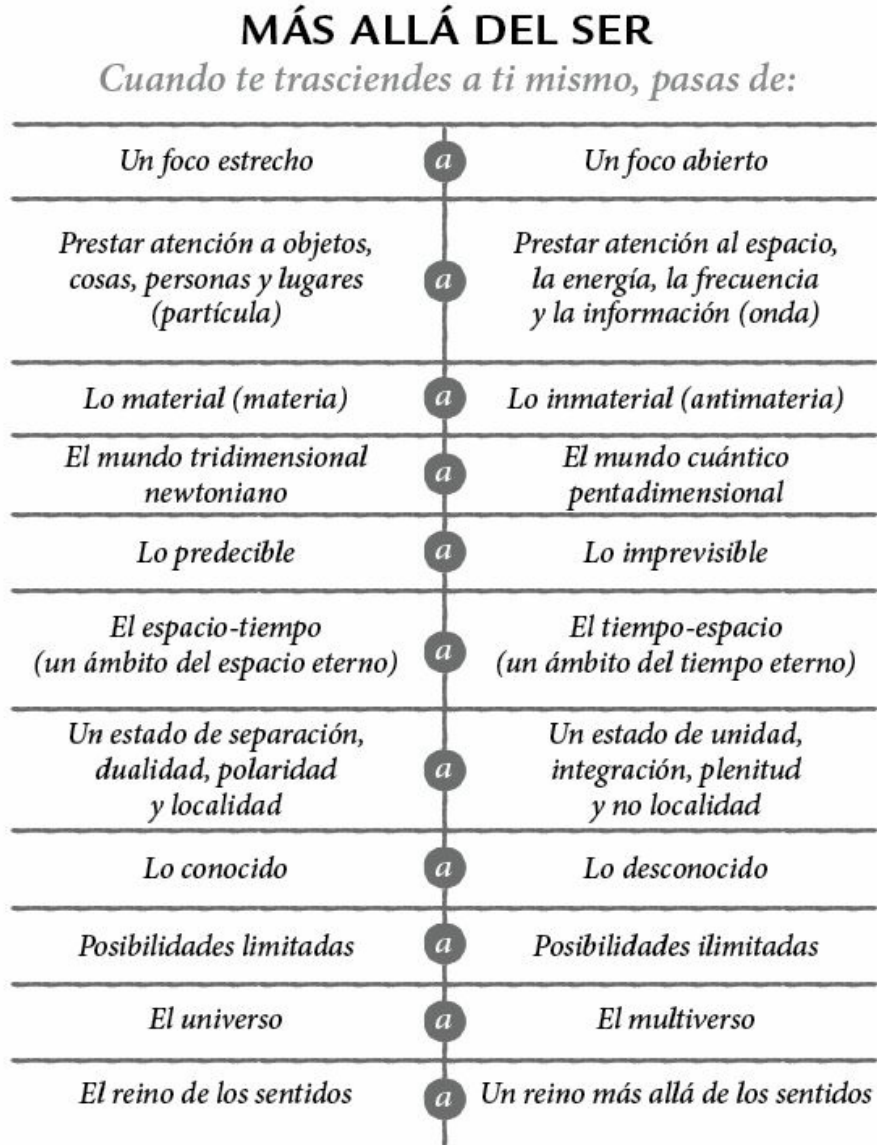 MÁS ALLÁ DEL SER
Cuando te trasciendes a ti mismo, pasas de:
Un foco estrecho a Un foco abierto
Prestar atención a objetos,
cosas, personas y lugares
(partícula)
a
Prestar atención al espacio,
la energía, la frecuencia
y la información (onda)
Lo material (materia) a Lo inmaterial (antimateria)
El mundo tridimensional
newtoniano
a
El mundo cuántico
pentadimensional
Lo predecible a Lo imprevisible
El espacio-tiempo
(un ámbito del espacio eterno)
a
El tiempo-espacio
(un ámbito del tiempo eterno)
Un estado de separación,
dualidad, polaridad
y localidad
a
Un estado de unidad,
integración, plenitud
y no localidad
Lo conocido a Lo desconocido
Posibilidades limitadas a Posibilidades ilimitadas
El universo a El multiverso
El reino de los sentidos a Un reino más allá de los sentidos